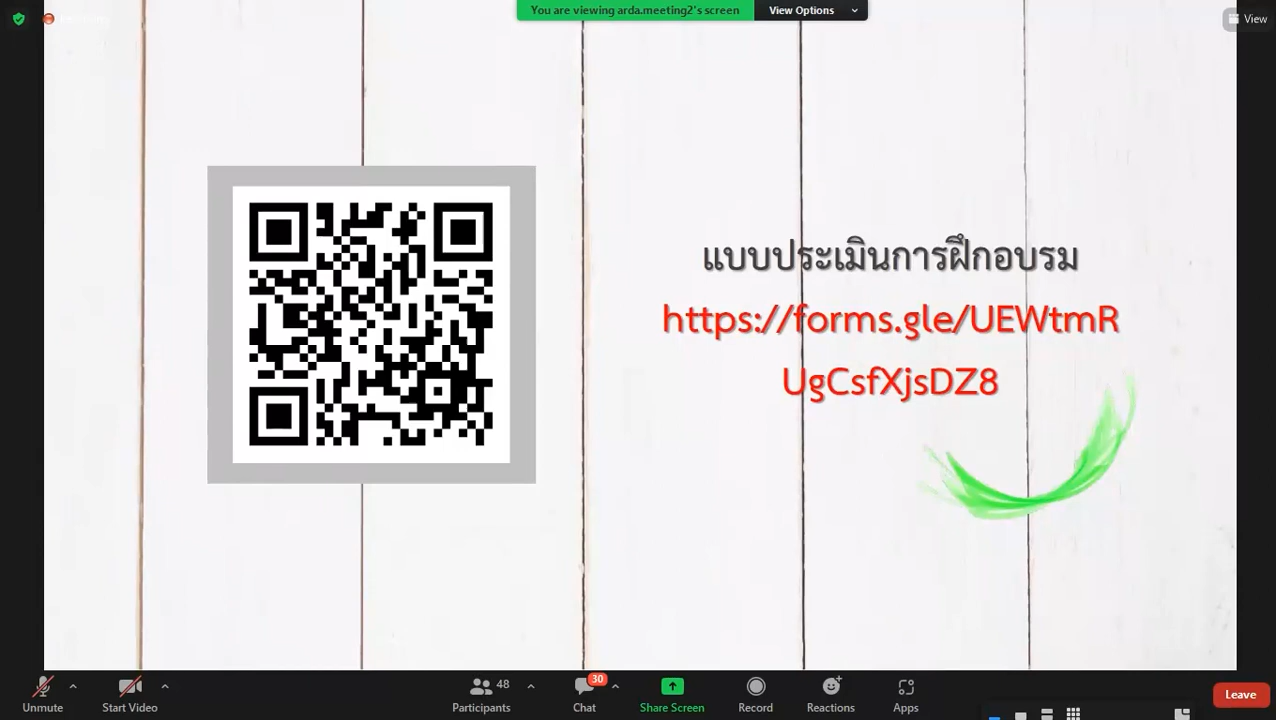 You are viewing arda.meeting2's screen
View Options
View
แบบประเมินการฝึกอบรม
https://forms.gle/UEWtmR
UgCsfXjsDZ8
Unmute
Start Video
48
Participants
30
Chat
Share Screen
Record
Reactions
Apps
Leave